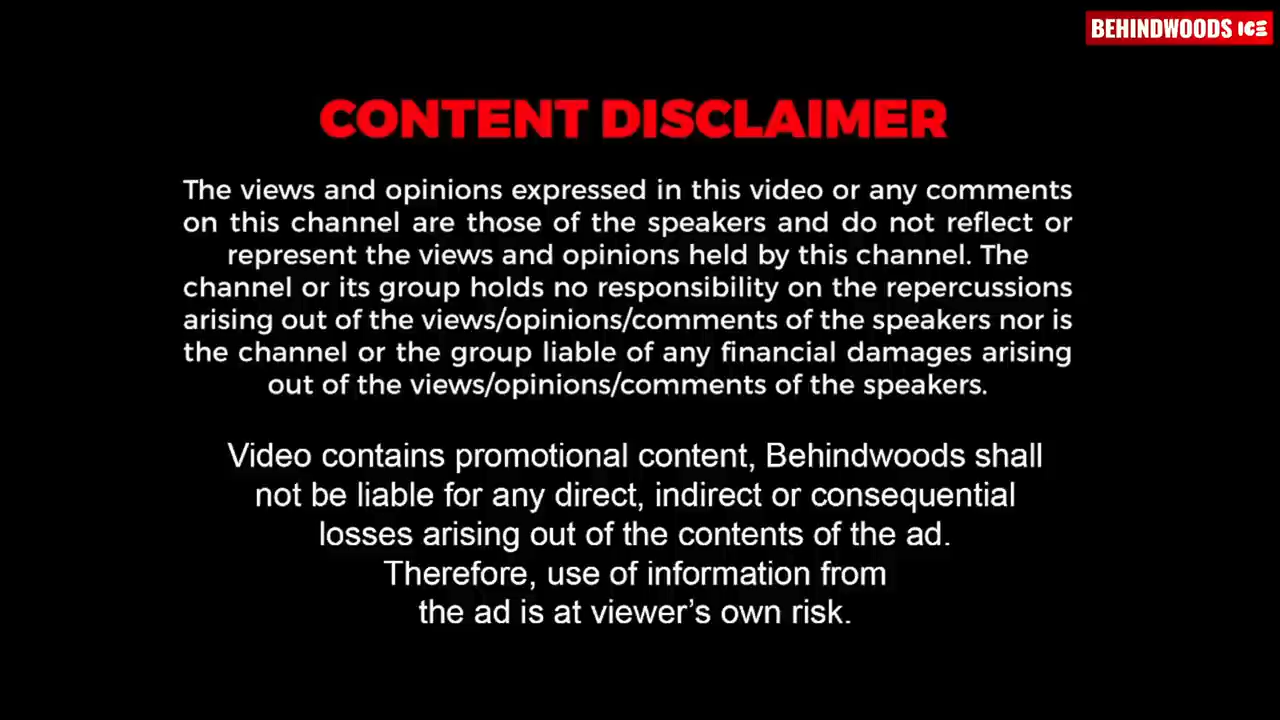 BEHINDWOODS ICE
CONTENT DISCLAIMER
The views and opinions expressed in this video or any comments
on this channel are those of the speakers and do not reflect or
represent the views and opinions held by this channel. The
channel or its group holds no responsibility on the repercussions
arising out of the views/opinions/comments of the speakers nor is
the channel or the group liable of any financial damages arising
out of the views/opinions/comments of the speakers.
Video contains promotional content, Behindwoods shall
not be liable for any direct, indirect or consequential
losses arising out of the contents of the ad.
Therefore, use of information from
the ad is at viewer’s own risk.